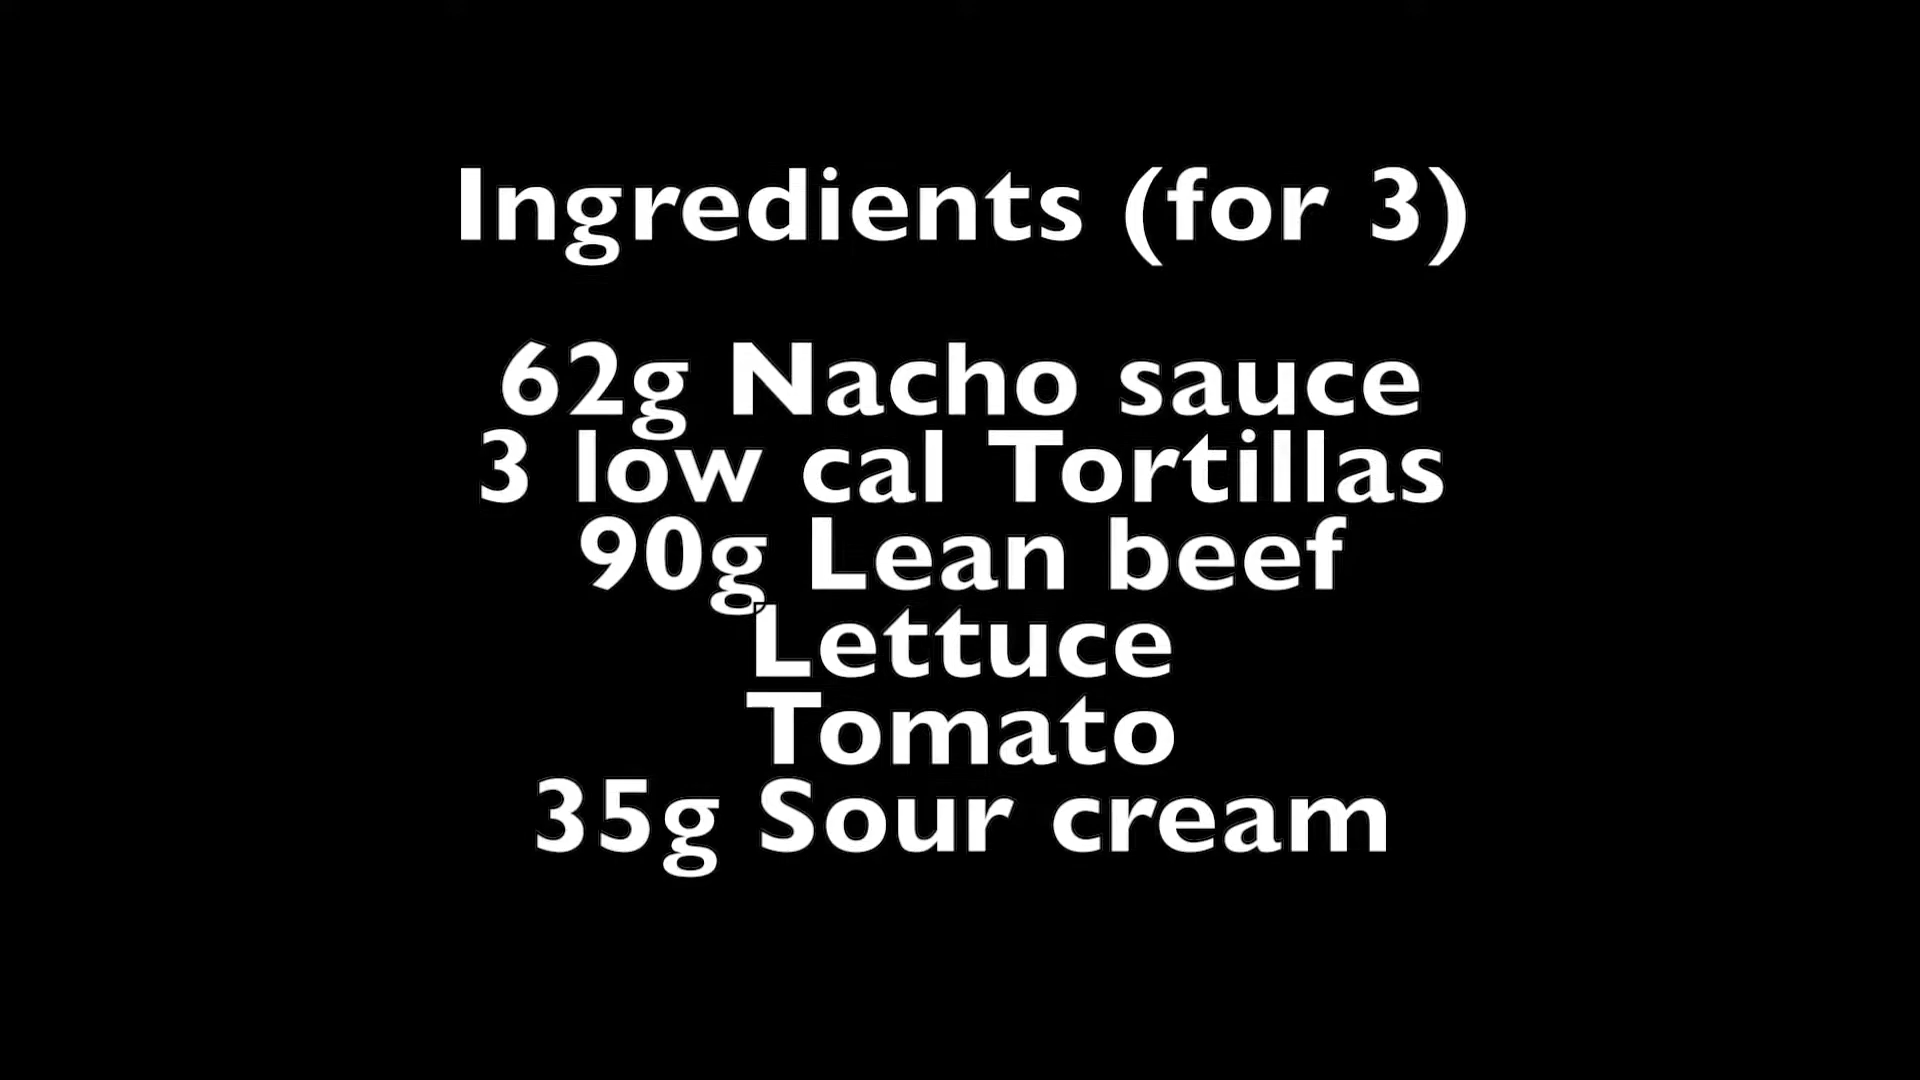 Ingredients (for 3)
62g Nacho sauce
3 low cal Tortillas
90g Lean beef
Lettuce
Tomato
35g Sour cream